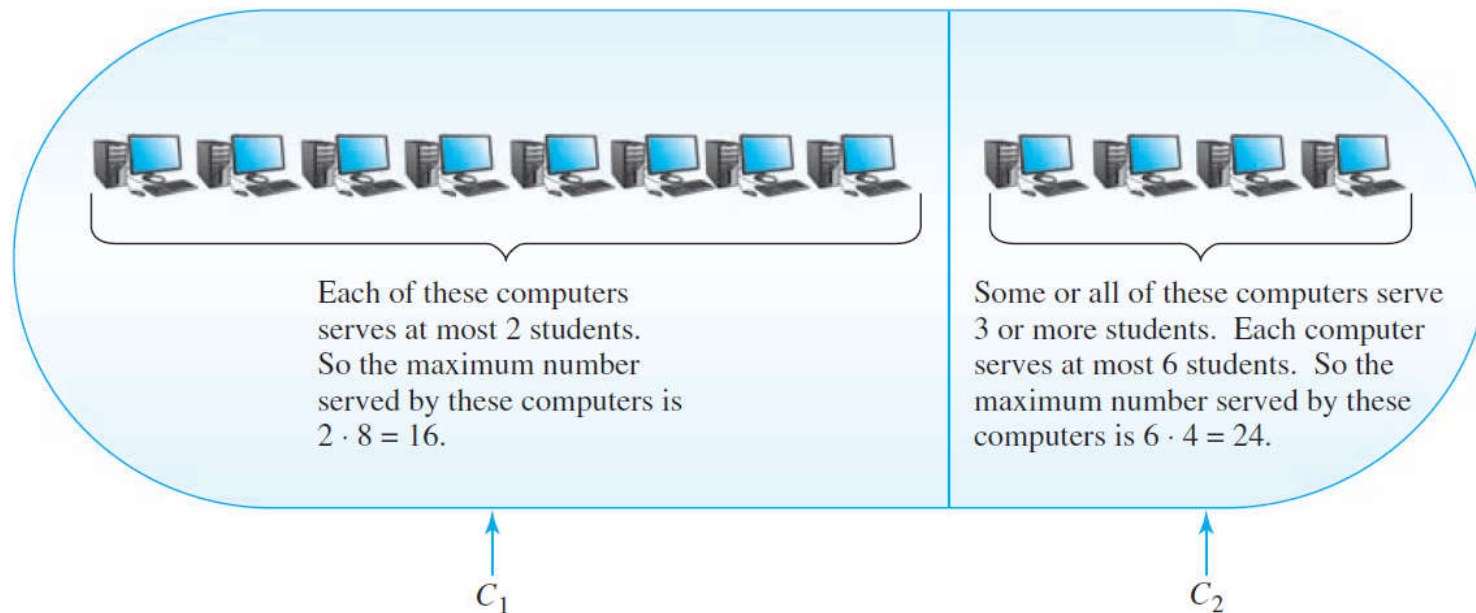 Each of these computers
serves at most 2 students.
So the maximum number
served by these computers is
2 · 8 = 16.
Some or all of these computers serve
3 or more students. Each computer
serves at most 6 students. So the
maximum number served by these
computers is 6 · 4 = 24.
C₁
C₂